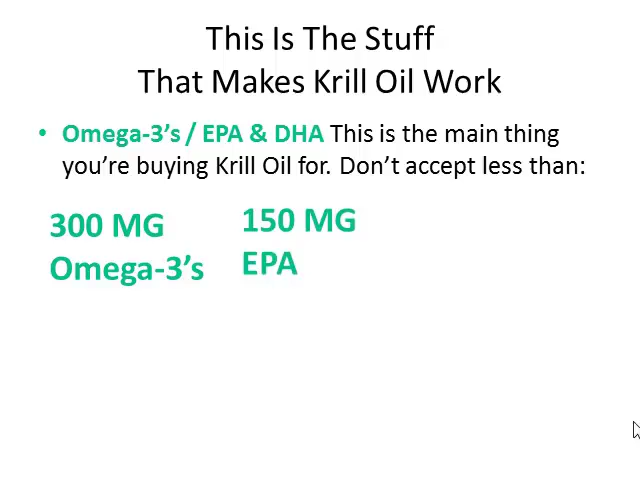 This Is The Stuff
That Makes Krill Oil Work
• Omega-3’s / EPA & DHA This is the main thing
you’re buying Krill Oil for. Don’t accept less than:
300 MG
Omega-3’s
150 MG
EPA